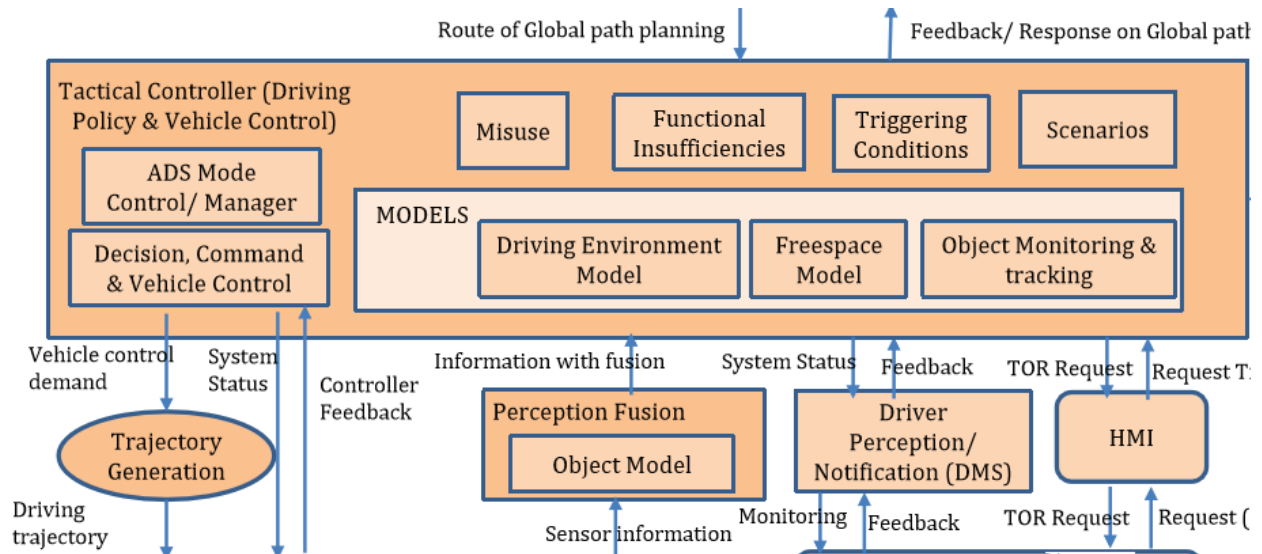 Route of Global path planning
Feedback/ Response on Global path
Tactical Controller (Driving
Policy & Vehicle Control)
Misuse
Functional
Insufficiencies
Triggering
Conditions
Scenarios
ADS Mode
Control/ Manager
Decision, Command
& Vehicle Control
MODELS
Driving Environment
Model
Freespace
Model
Object Monitoring &
tracking
Vehicle control
demand
System
Status
Controller
Feedback
Information with fusion
System Status
Feedback
TOR Request
Request
Trajectory
Generation
Perception Fusion
Object Model
Driver
Perception/
Notification (DMS)
HMI
Driving
trajectory
Sensor information
Monitoring
Feedback
TOR Request
Request (